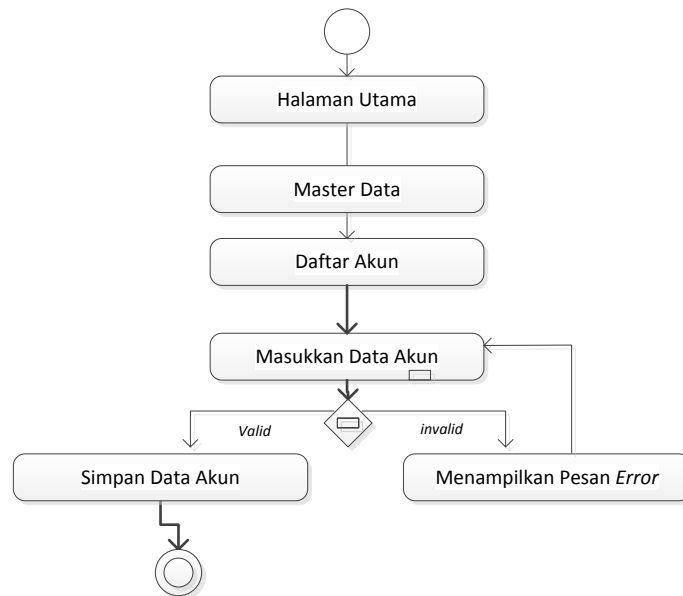 Halaman Utama
Master Data
Daftar Akun
Masukkan Data Akun
Valid
invalid
Simpan Data Akun
Menampilkan Pesan Error